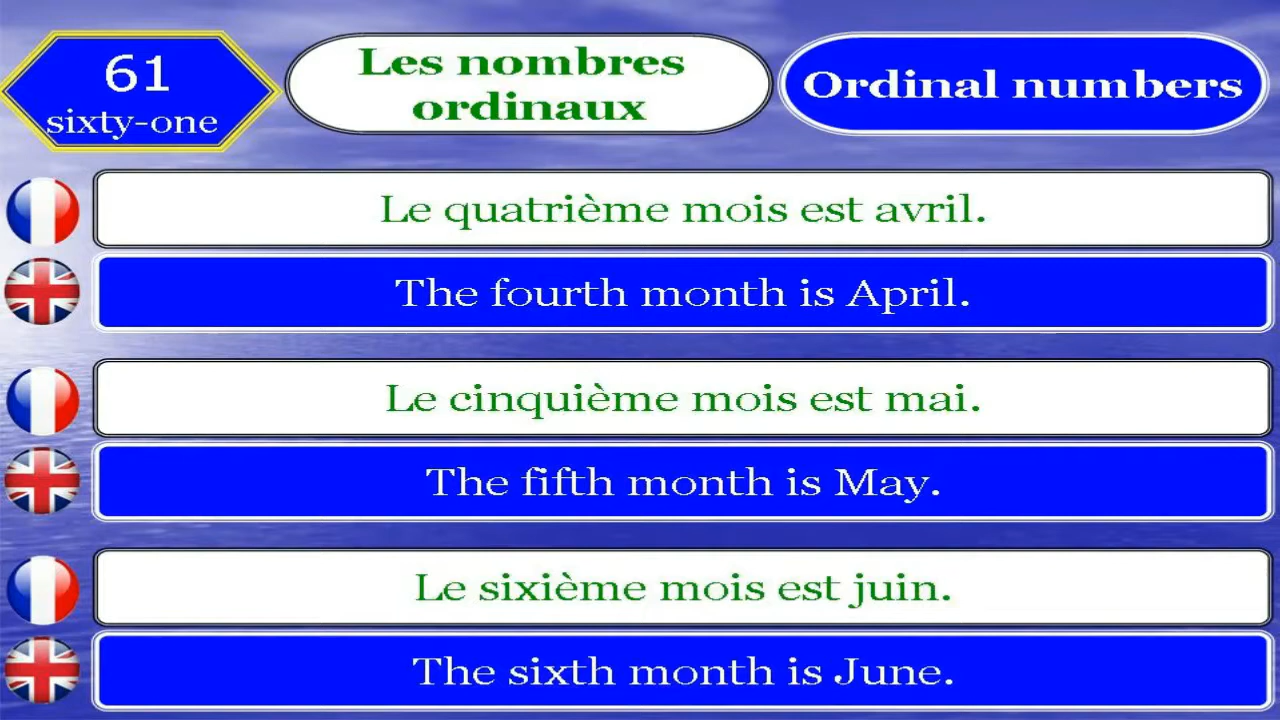 61
sixty-one
Les nombres
ordinaux
Ordinal numbers
Le quatrième mois est avril.
The fourth month is April.
Le cinquième mois est mai.
The fifth month is May.
Le sixième mois est juin.
The sixth month is June.